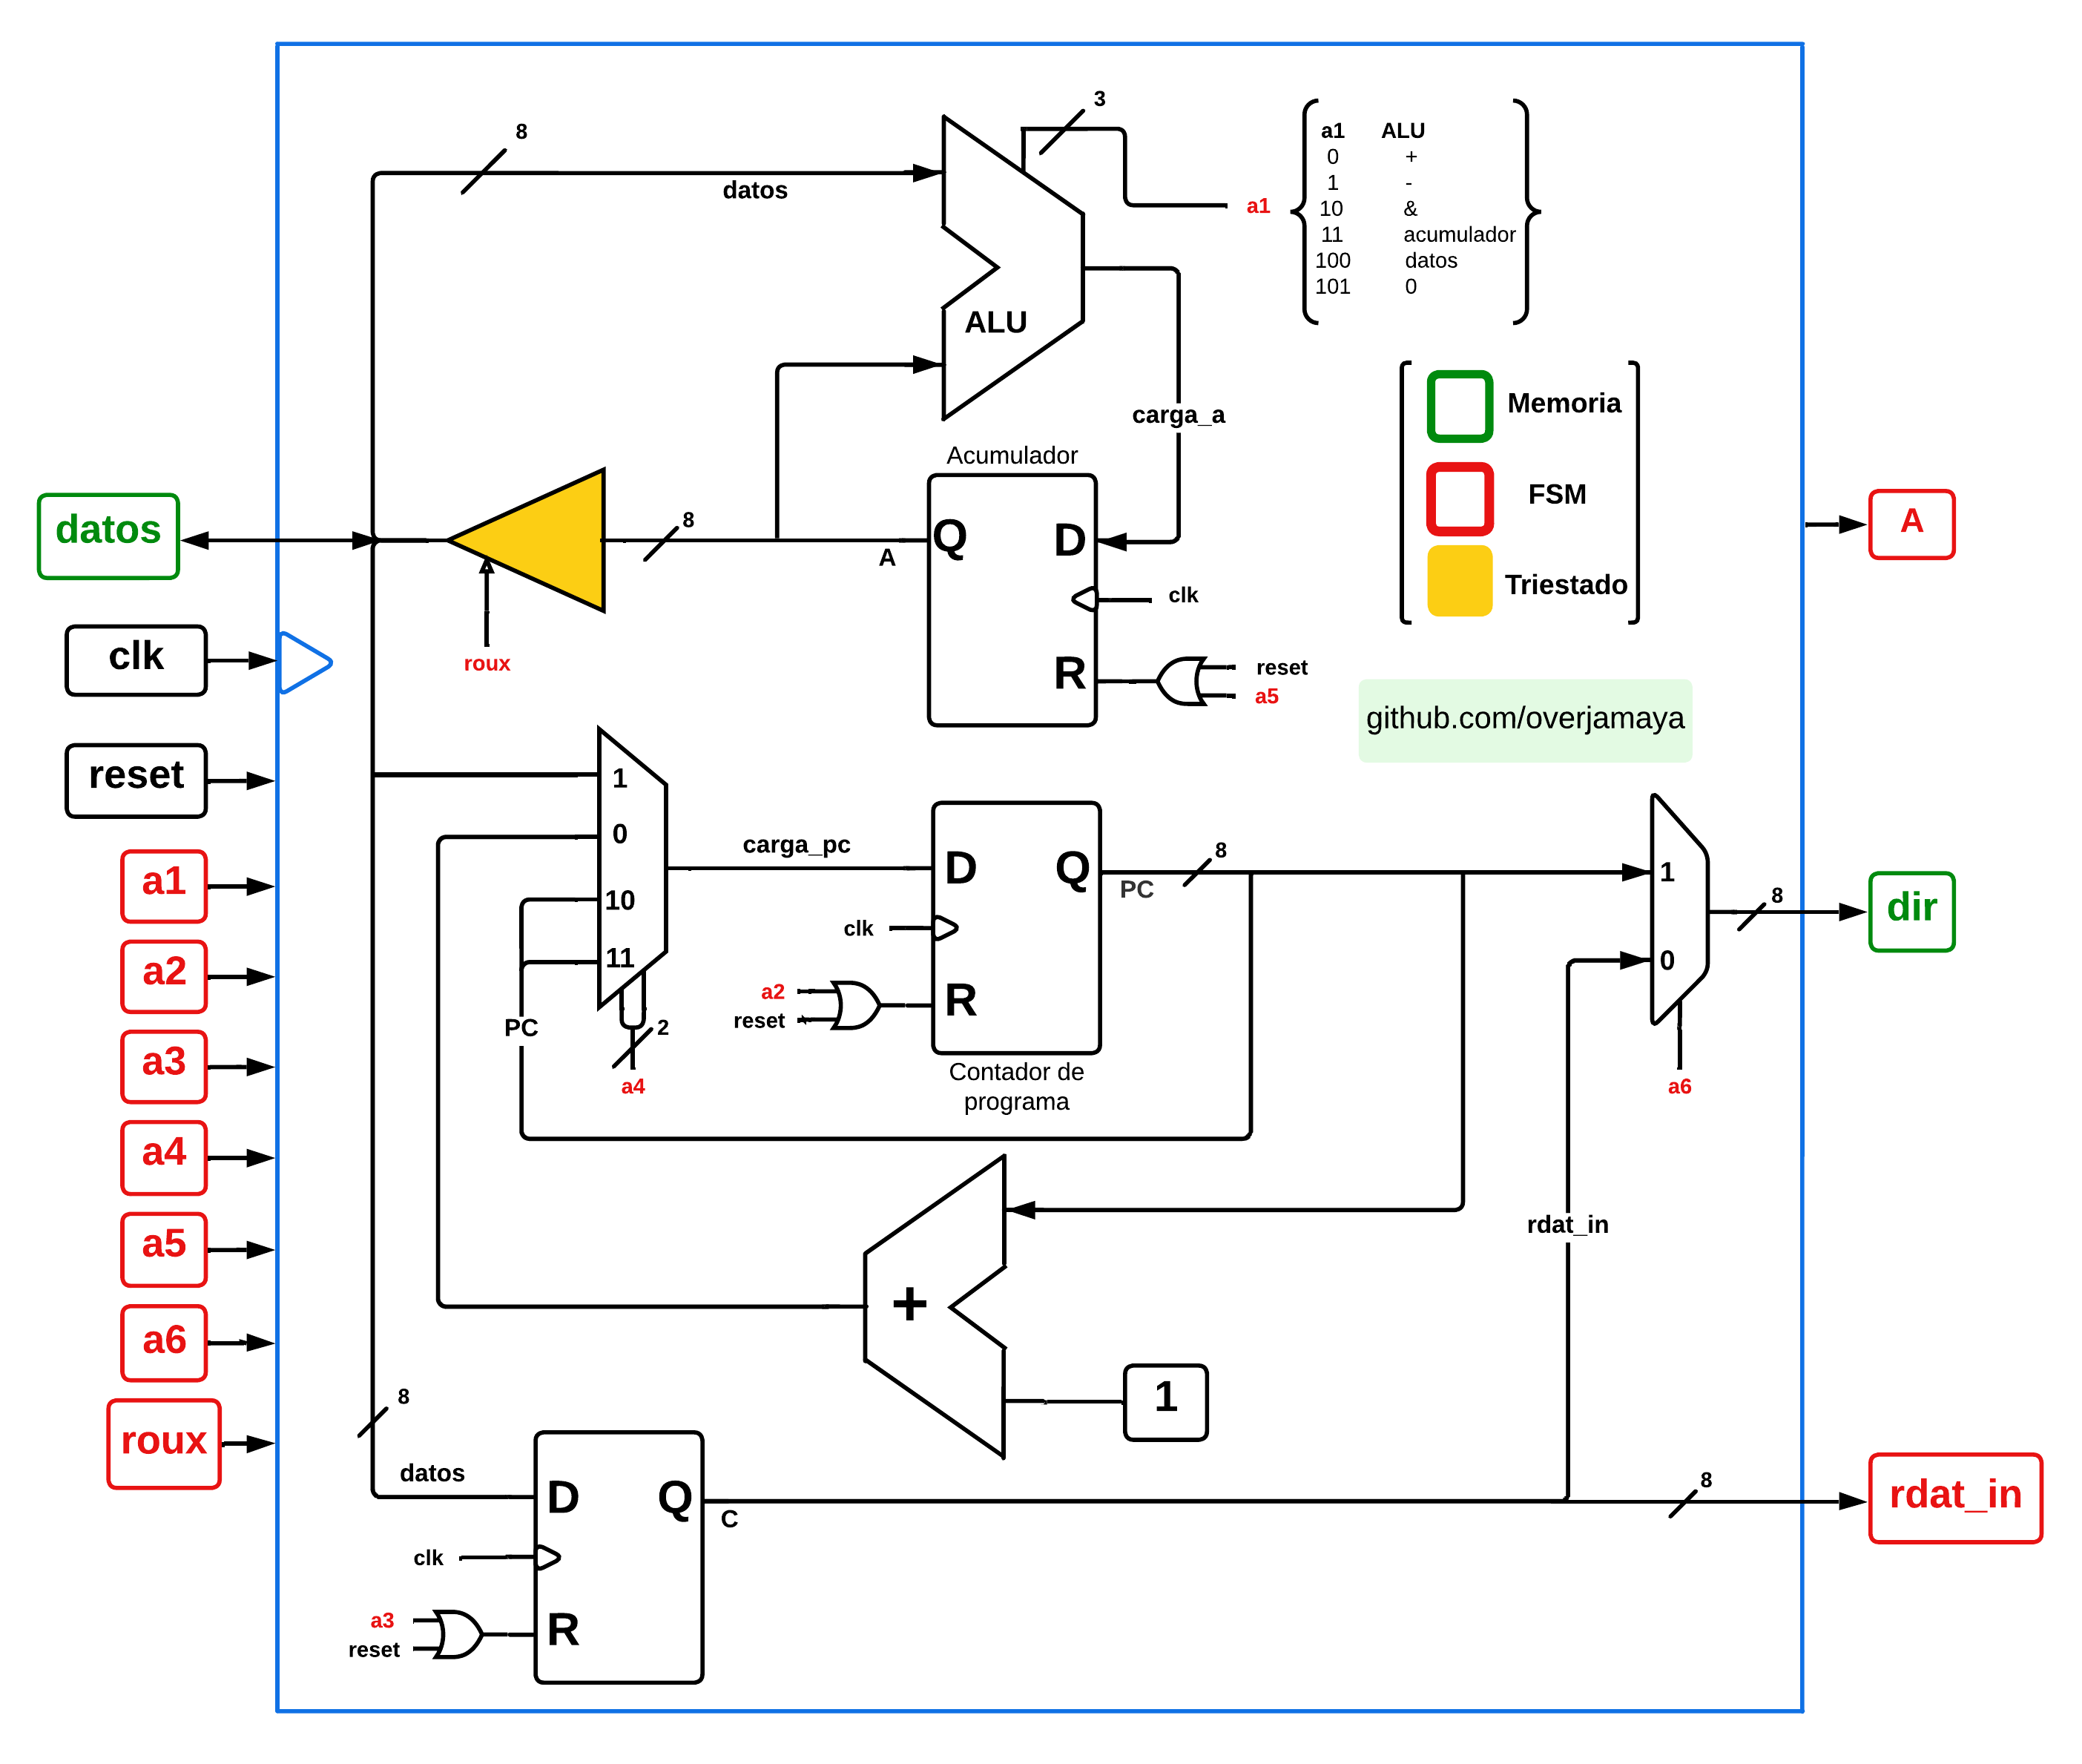 3
8
a1 ALU
0 +
1 -
10 &
11 acumulador
100 datos
101 0
datos
a1
ALU
carga_a
Memoria
FSM
Triestado
Acumulador
datos
8
A
Q
D
A
clk
clk
roux
R
reset
a5
github.com/overjamaya
reset
1
0
10
11
carga_pc
D
Q
8
PC
1
0
8
dir
a1
clk
a2
reset
R
a2
PC
2
a4
Contador de
programa
a6
a3
a4
a5
rdat_in
+
a6
1
8
roux
datos
D
Q
C
8
rdat_in
clk
a3
reset
R